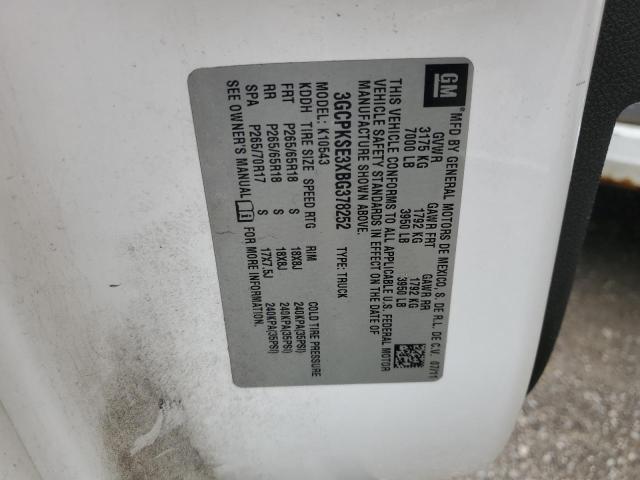 GM
® MFD BY GENERAL MOTORS DE MEXICO, S. DE R.L. DE C.V. 07/11
GVWR GAWR FRT GAWR RR
3175 KG 1792 KG 1792 KG
7000 LB 3950 LB 3950 LB
THIS VEHICLE CONFORMS TO ALL APPLICABLE U.S. FEDERAL MOTOR
VEHICLE SAFETY STANDARDS IN EFFECT ON THE DATE OF
MANUFACTURE SHOWN ABOVE.
3GCPKSE3XBG378252 TYPE: TRUCK
MODEL: K10543
KDDH TIRE SIZE SPEED RTG RIM COLD TIRE PRESSURE
FRT P265/65R18 S 18X8J 240KPA(35PSI)
RR P265/65R18 S 18X8J 240KPA(35PSI)
SPA P265/70R17 S 17X7.5J 240KPA(35PSI)
SEE OWNER'S MANUAL FOR MORE INFORMATION.